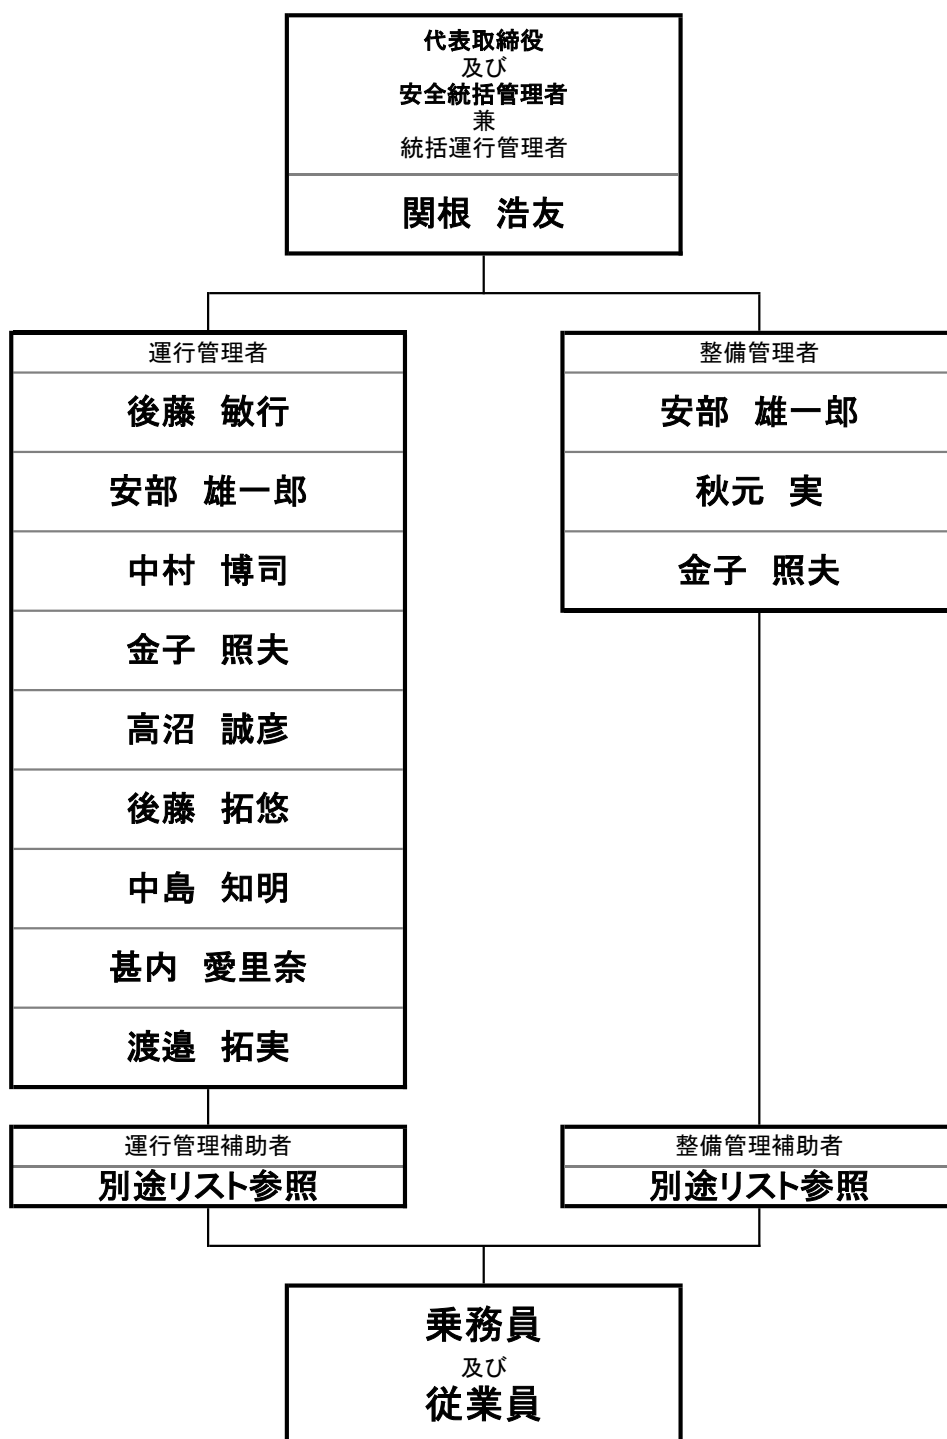 代表取締役
及び
安全統括管理者
兼
統括運行管理者
関根 浩友
運行管理者
後藤 敏行
安部 雄一郎
中村 博司
金子 照夫
高沼 誠彦
後藤 拓悠
中島 知明
甚内 愛里奈
渡邉 拓実
運行管理補助者
別途リスト参照
整備管理者
安部 雄一郎
秋元 実
金子 照夫
整備管理補助者
別途リスト参照
乗務員
及び
従業員